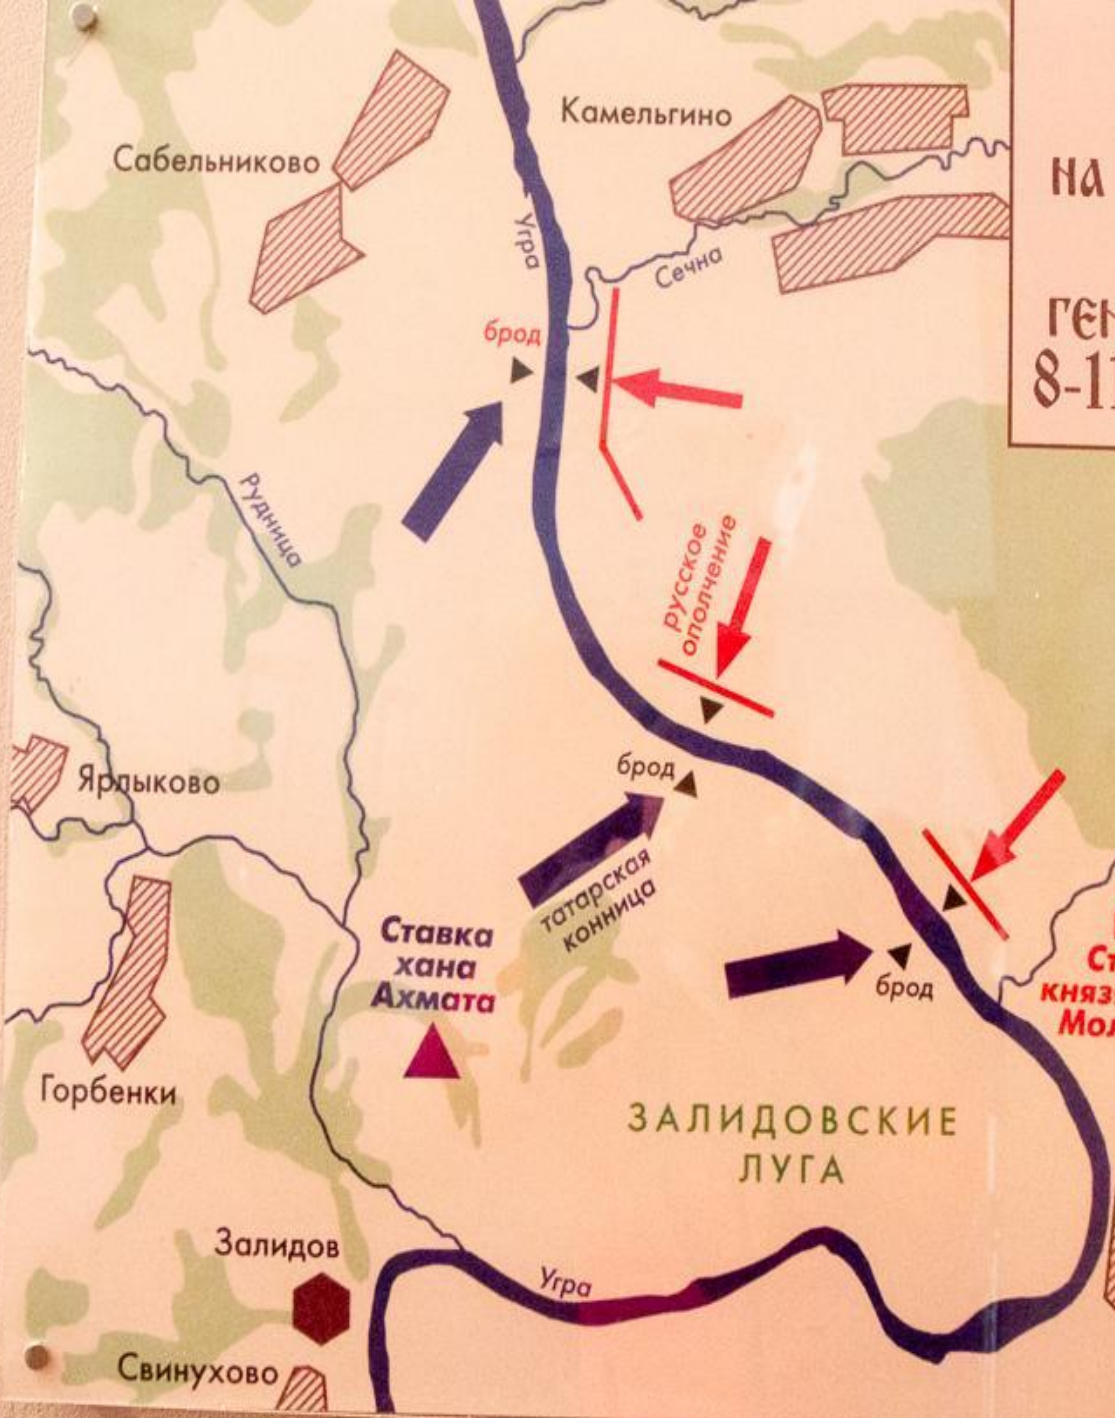 Камельгино
Сабельниково
НА
Угра
Сечна
брод
8-11
Рудница
русское
ополчение
брод
Ярлыково
татарская
конница
Ставка
хана
Ахмата
брод
Горбенки
ЗАЛИДОВСКИЕ
ЛУГА
Залидов
Угра
Свинухово